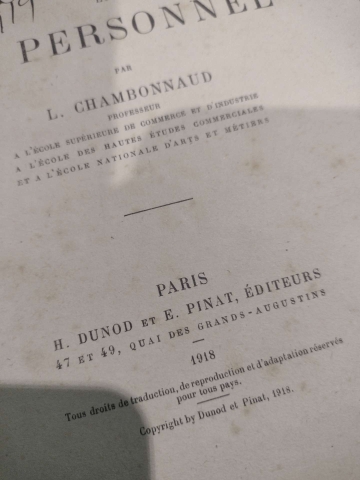 PERSONNEL
PAR
L. CHAMBONNAUD
PROFESSEUR
A L'ÉCOLE SUPÉRIEURE DE COMMERCE ET D'INDUSTRIE
A L'ÉCOLE DES HAUTES ÉTUDES COMMERCIALES
ET A L'ÉCOLE NATIONALE D'ARTS ET MÉTIERS
PARIS
H. DUNOD ET E. PINAT, ÉDITEURS
47 ET 49, QUAI DES GRANDS-AUGUSTINS
1918
Tous droits de traduction, de reproduction et d'adaptation réservés
pour tous pays.
Copyright by Dunod et Pinat, 1918.